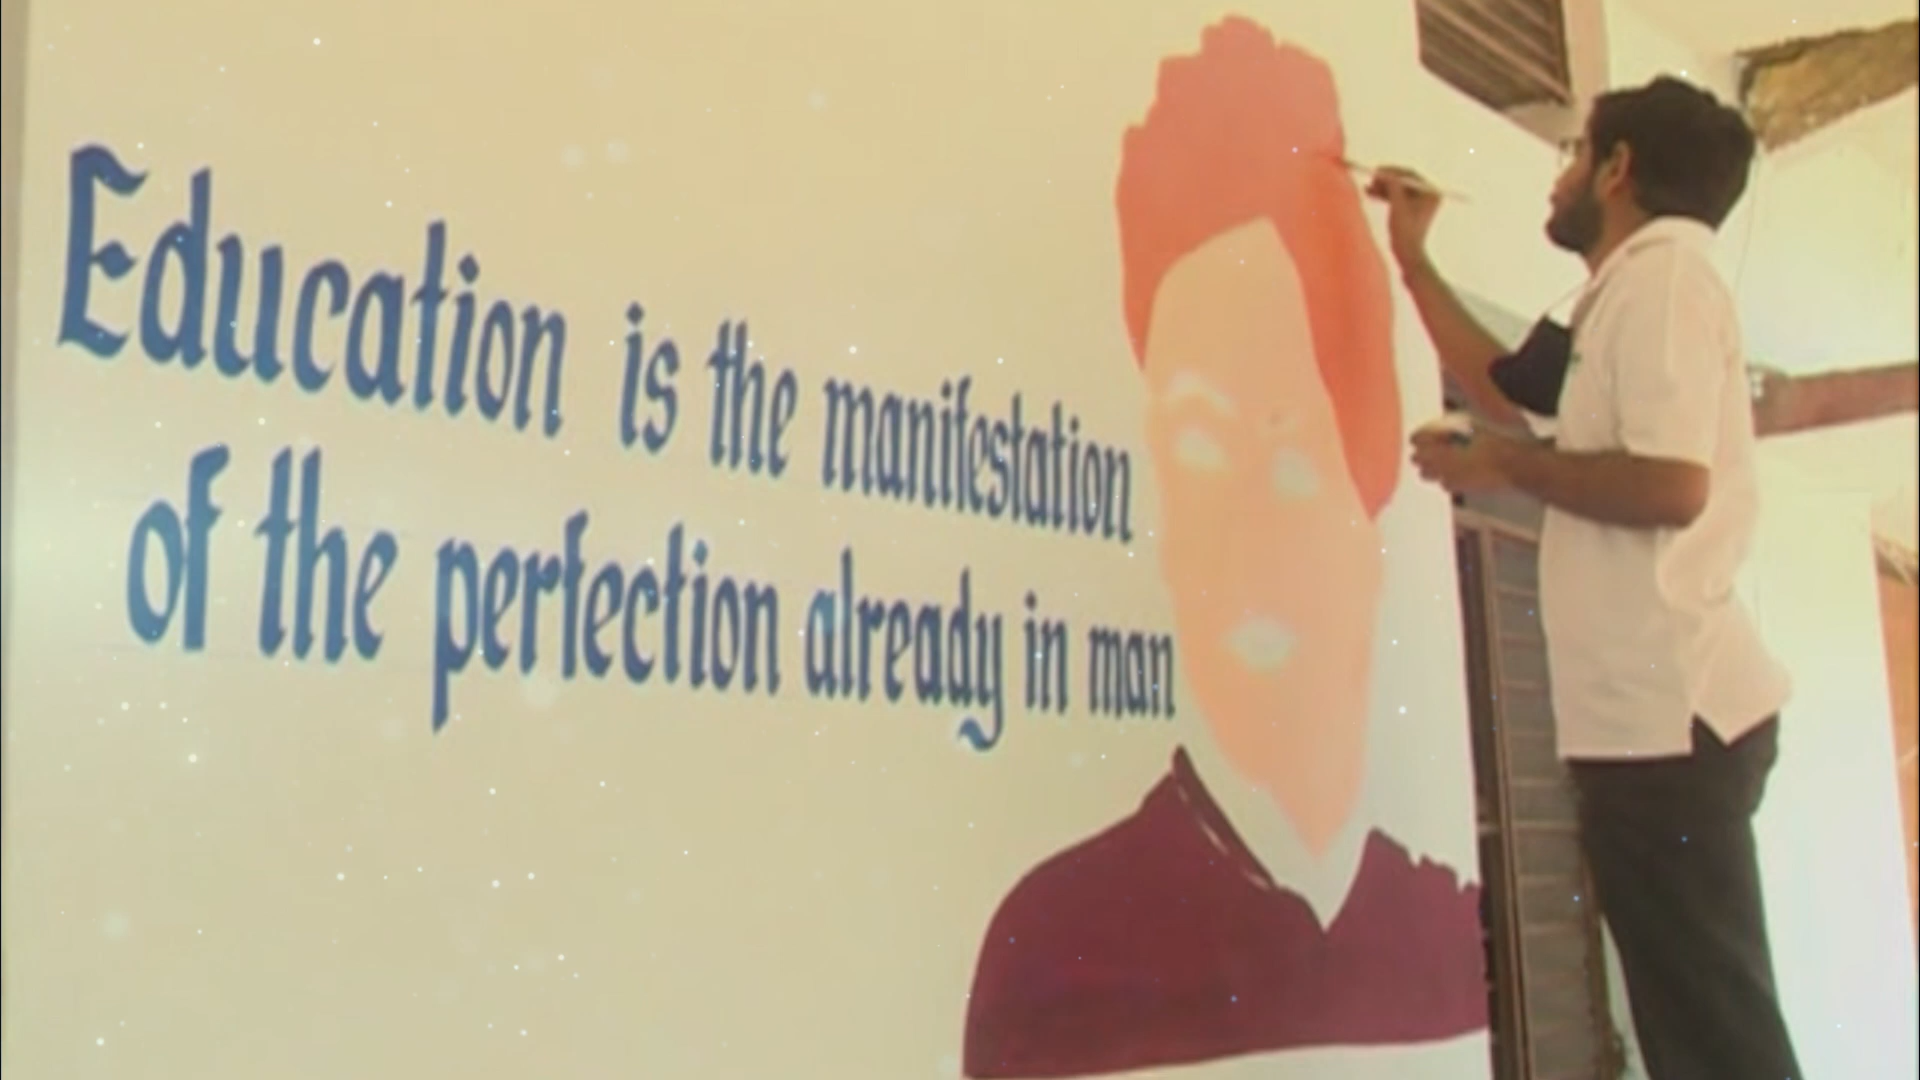 Education is the manifestation
of the perfection already in man